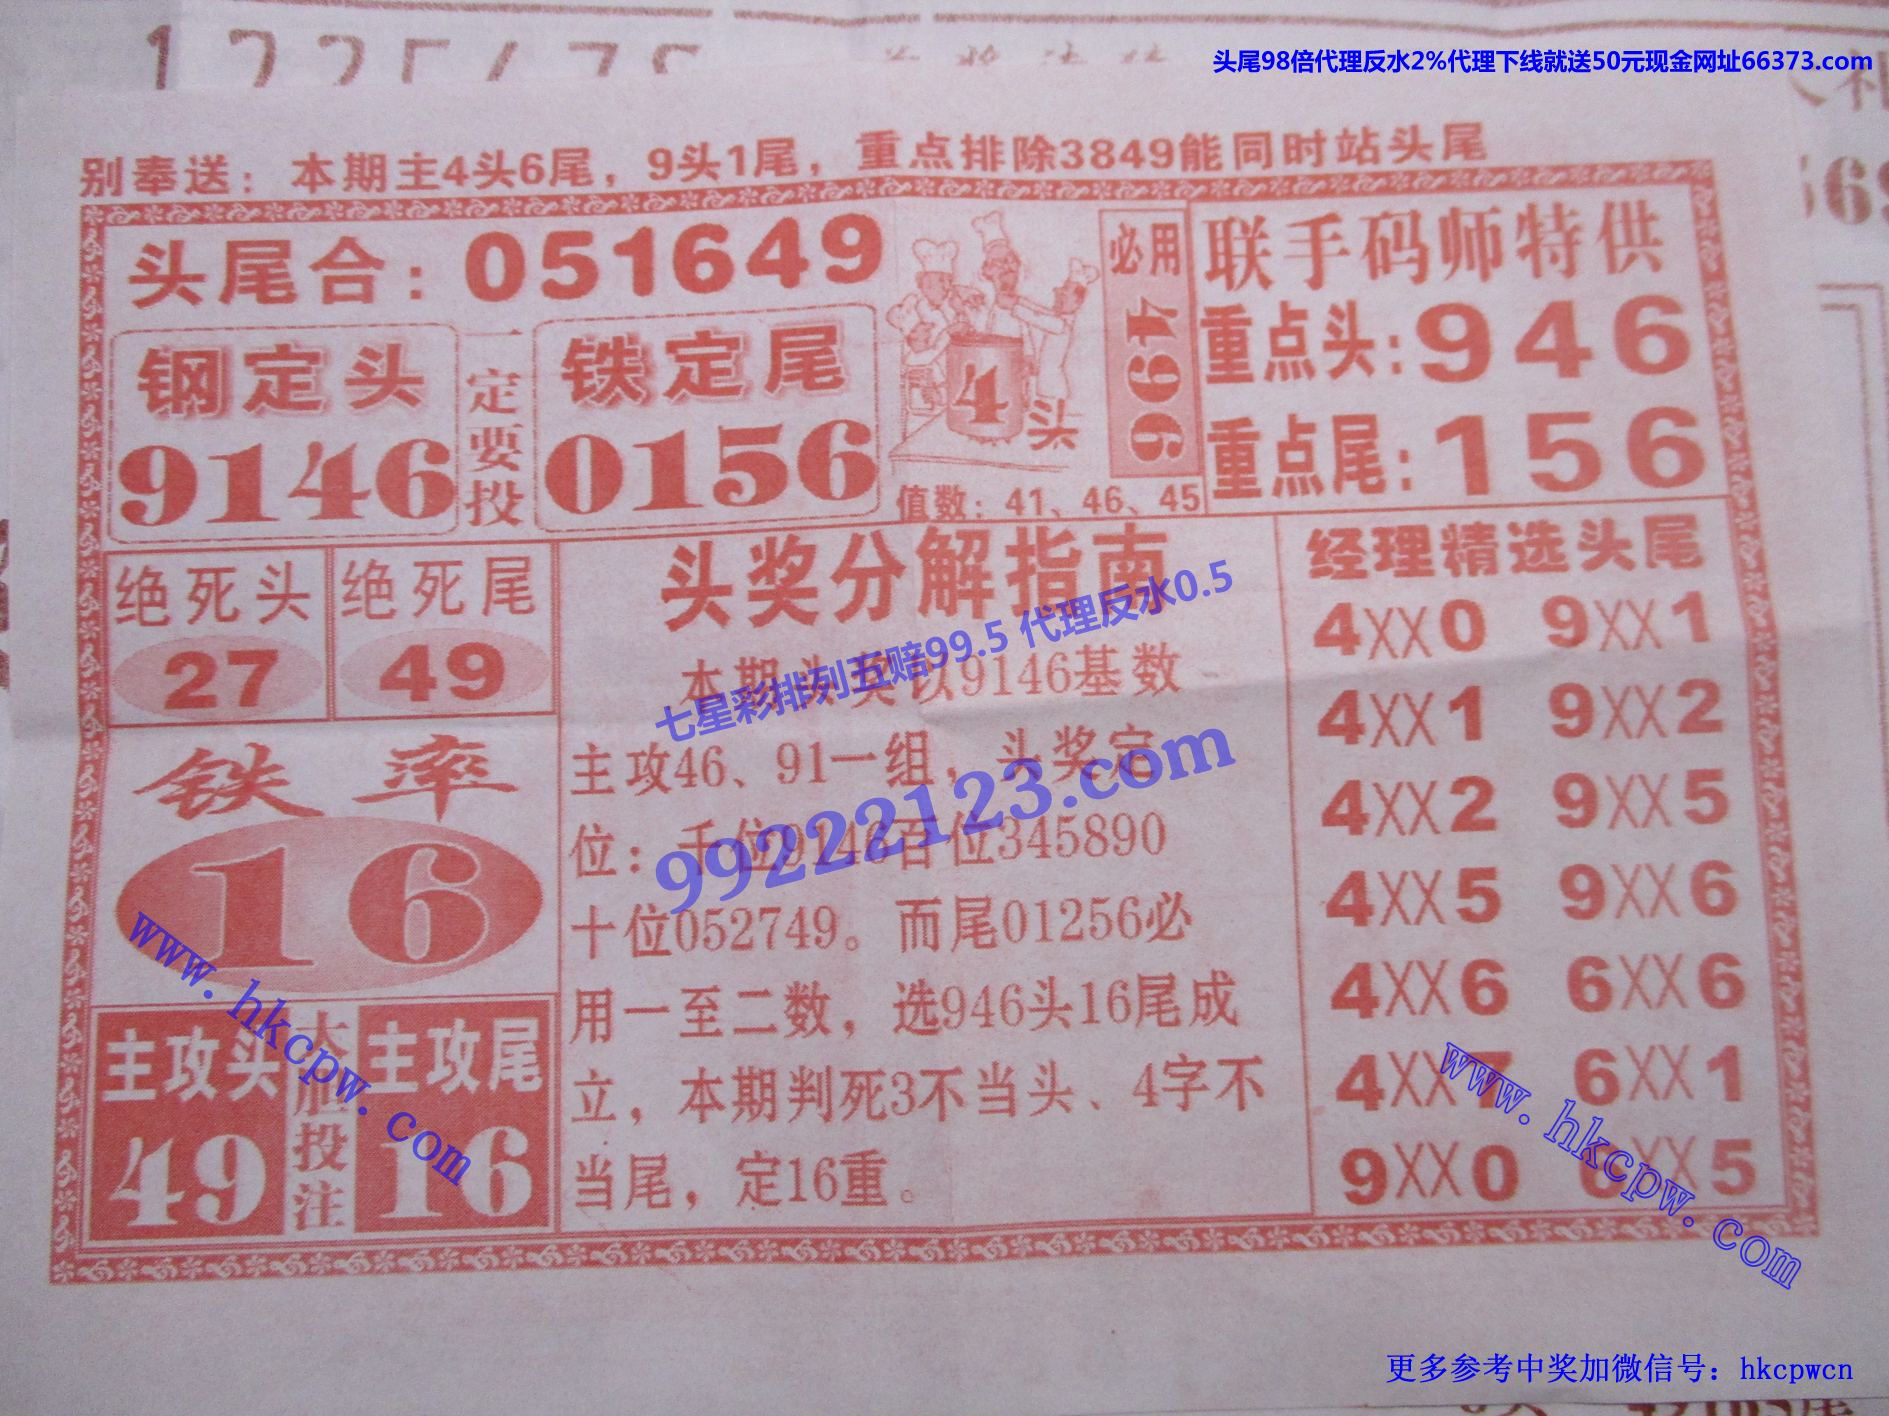 头尾98倍代理反水2%代理下线就送50元现金网址66373.com
别奉送：本期主4头6尾，9头1尾，重点排除3849能同时站头尾
头尾合：051649
钢定头
9146
一定要投
铁定尾
0156
4头
必用
4996
值数：41、46、45
联手码师特供
重点头：946
重点尾：156
绝死头
27
绝死尾
49
铁率
16
主攻头
49
大胆投注
主攻尾
16
头奖分解指南
本期头奖以9146基数
主攻46、91一组，头奖定
位：千位9146百位345890
十位052749。而尾01256必
用一至二数，选946头16尾成
立，本期判死3不当头、4字不
当尾，定16重。
经理精选头尾
4XX0 9XX1
4XX1 9XX2
4XX2 9XX5
4XX5 9XX6
4XX6 6XX6
4XX7 6XX1
9XX0 6XX5
七星彩排列五赔99.5 代理反水0.5
99222123.com
www.hkcpw.com
www.hkcpw.com
更多参考中奖加微信号：hkcpwcn